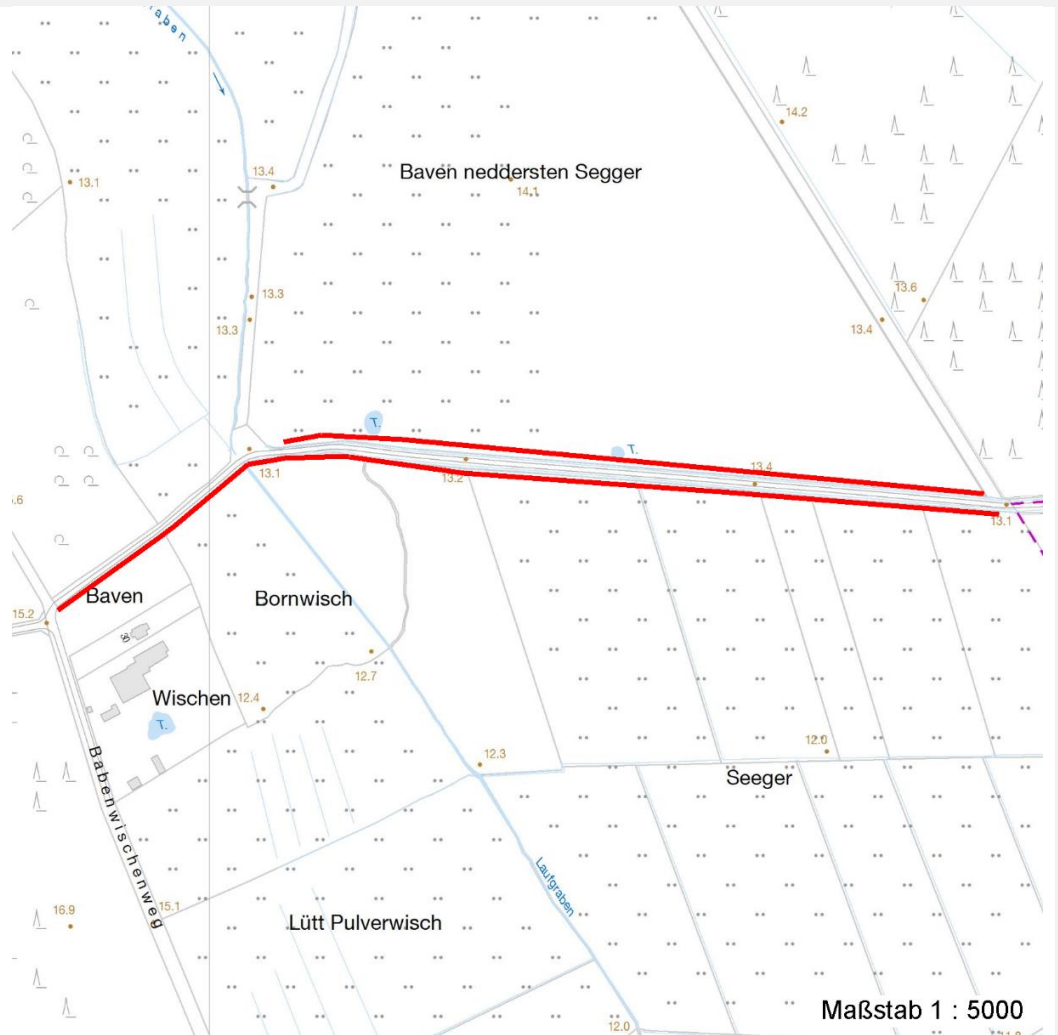 raben
14.2
13.4
Baven neddersten Segger
13.1
14.1
13.3
13.6
13.3
13.4
T.
T.
13.1
13.2
13.4
.6
13.1
Baven
Bornwisch
15.2
30
12.7
Wischen
12.4
T.
12.0
12.3
Seeger
Babenwischenweg
Laufgraben
16.9
15.1
Lütt Pulverwisch
Maßstab 1 : 5000
12.0